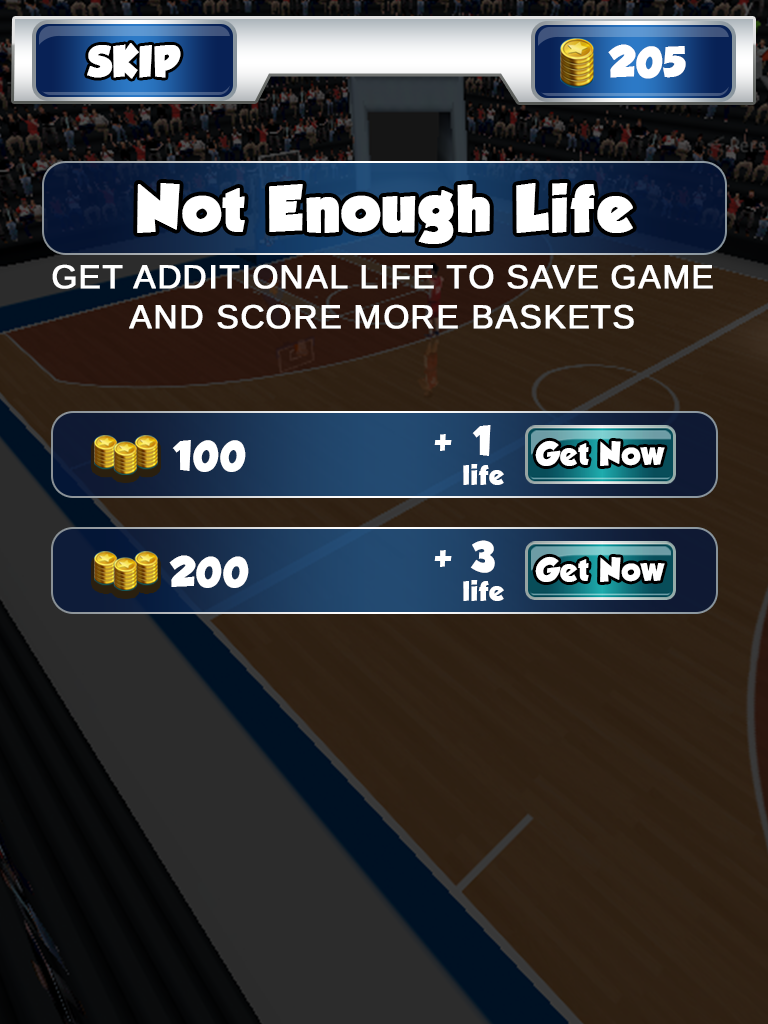 SKIP
205
Not Enough Life
GET ADDITIONAL LIFE TO SAVE GAME
AND SCORE MORE BASKETS
100
+ 1
life
Get Now
200
+ 3
life
Get Now